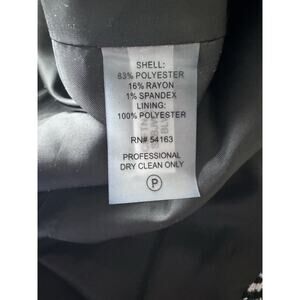 SHELL:
83% POLYESTER
16% RAYON
1% SPANDEX
LINING:
100% POLYESTER
RN# 54163
PROFESSIONAL
DRY CLEAN ONLY
P